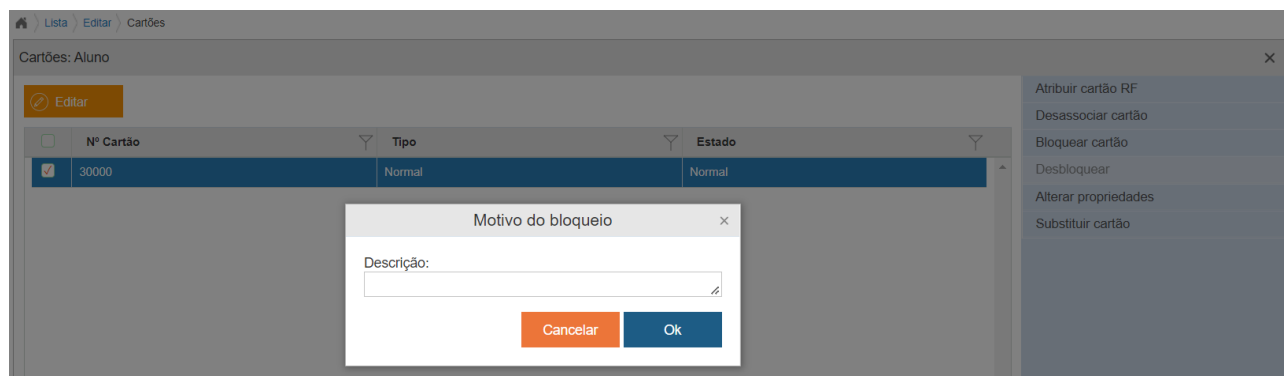 Lista Editar Cartões
Cartões: Aluno
Editar
Nº Cartão Tipo Estado
30000 Normal Normal
Motivo do bloqueio
Descrição:
Cancelar Ok
Atribuir cartão RF
Desassociar cartão
Bloquear cartão
Desbloquear
Alterar propriedades
Substituir cartão